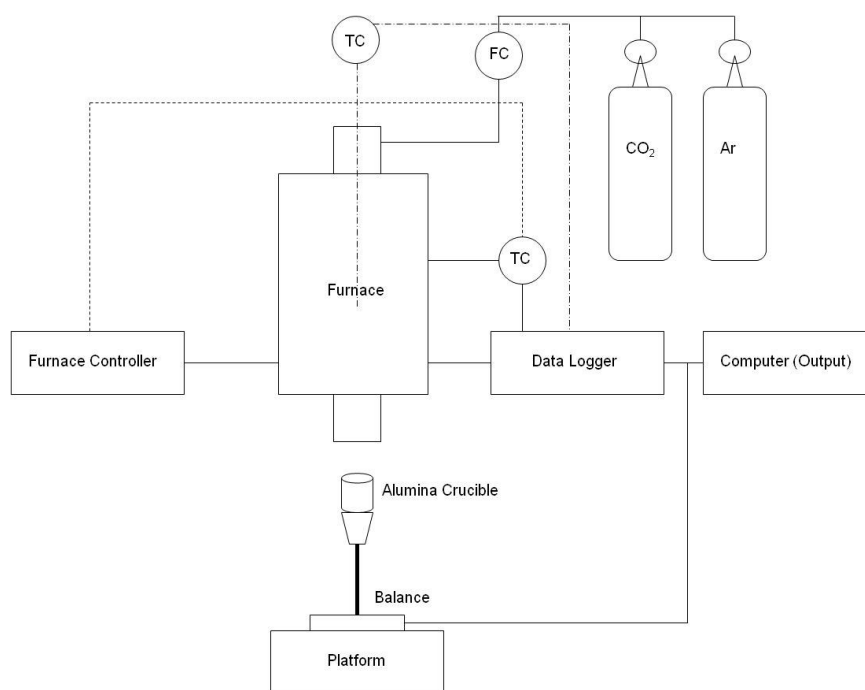 TC
FC
CO₂
Ar
TC
Furnace
Furnace Controller
Data Logger
Computer (Output)
Alumina Crucible
Balance
Platform